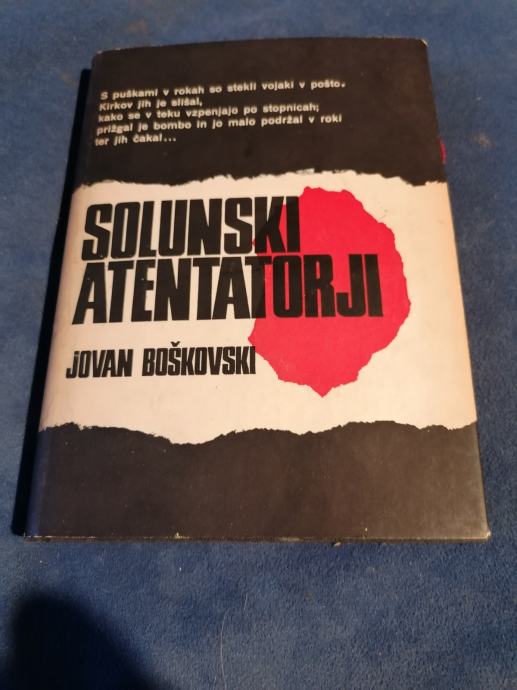 S puškami v rokah so stekli vojaki v pošto.
Kirkov jih je slišal,
kako se v teku vzpenjajo po stopnicah;
prižgal je bombo in jo malo podržal v roki
ter jih čakal...
SOLUNSKI
ATENTATORJI
JOVAN BOŠKOVSKI